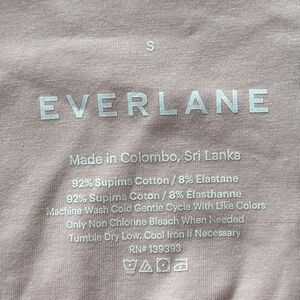 S
EVERLANE
Made in Colombo, Sri Lanka
92% Supima Cotton / 8% Elastane
92% Supima Coton / 8% Élasthanne
Machine Wash Cold Gentle Cycle With Like Colors
Only Non Chlorine Bleach When Needed
Tumble Dry Low, Cool Iron If Necessary
RN# 139393